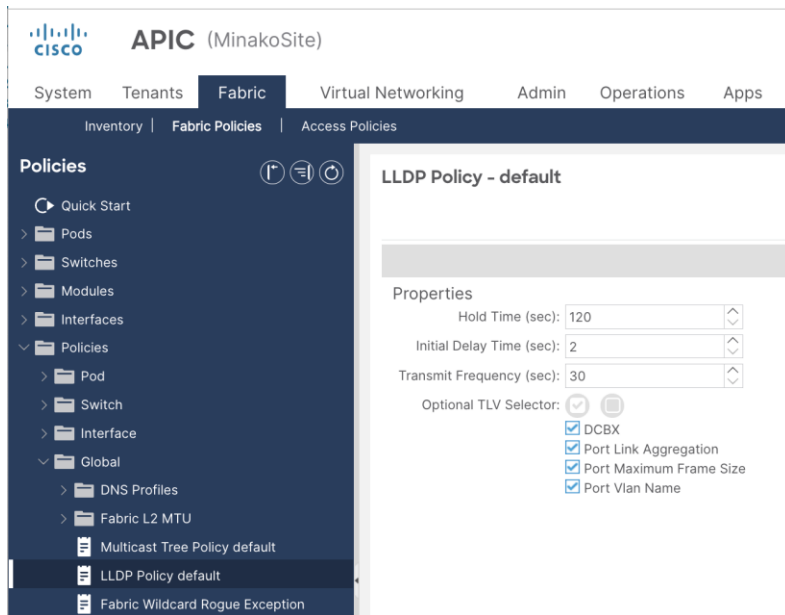 CISCO
APIC (MinakoSite)
System Tenants Fabric Virtual Networking Admin Operations Apps
Inventory | Fabric Policies | Access Policies
Policies
Quick Start
Pods
Switches
Modules
Interfaces
Policies
Pod
Switch
Interface
Global
DNS Profiles
Fabric L2 MTU
Multicast Tree Policy default
LLDP Policy default
Fabric Wildcard Rogue Exception
LLDP Policy - default
Properties
Hold Time (sec): 120
Initial Delay Time (sec): 2
Transmit Frequency (sec): 30
Optional TLV Selector:
DCBX
Port Link Aggregation
Port Maximum Frame Size
Port Vlan Name